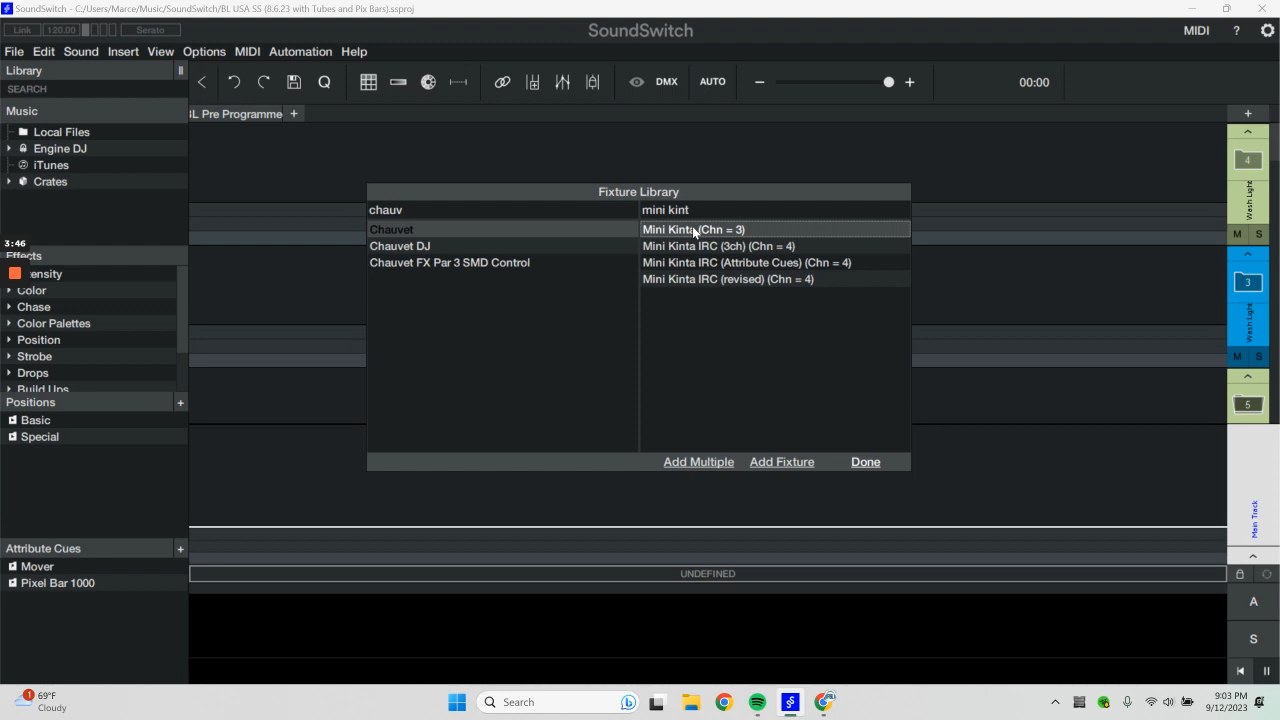 SoundSwitch - C:/Users/Marce/Music/SoundSwitch/BL USA SS (8.6.23 with Tubes and Pix Bars).ssproj
Link 120.00 Serato
SoundSwitch
MIDI ?
File Edit Sound Insert View Options MIDI Automation Help
Library
SEARCH
Q
DMX
AUTO
00:00
Music
BL Pre Programme +
Local Files
Engine DJ
iTunes
Crates
Fixture Library
chauv
mini kint
Chauvet
Mini Kinta (Chn = 3)
Chauvet DJ
Mini Kinta IRC (3ch) (Chn = 4)
Chauvet FX Par 3 SMD Control
Mini Kinta IRC (Attribute Cues) (Chn = 4)
Mini Kinta IRC (revised) (Chn = 4)
Add Multiple Add Fixture Done
3:46
Effects
tensity
Color
Chase
Color Palettes
Position
Strobe
Drops
Build Ups
Positions +
Basic
Special
Attribute Cues +
Mover
Pixel Bar 1000
UNDEFINED
+
4
Wash Light
M S
3
Wash Light
M S
5
Main Track
A
S
69°F
Cloudy
1
Search
9:03 PM
9/12/2023